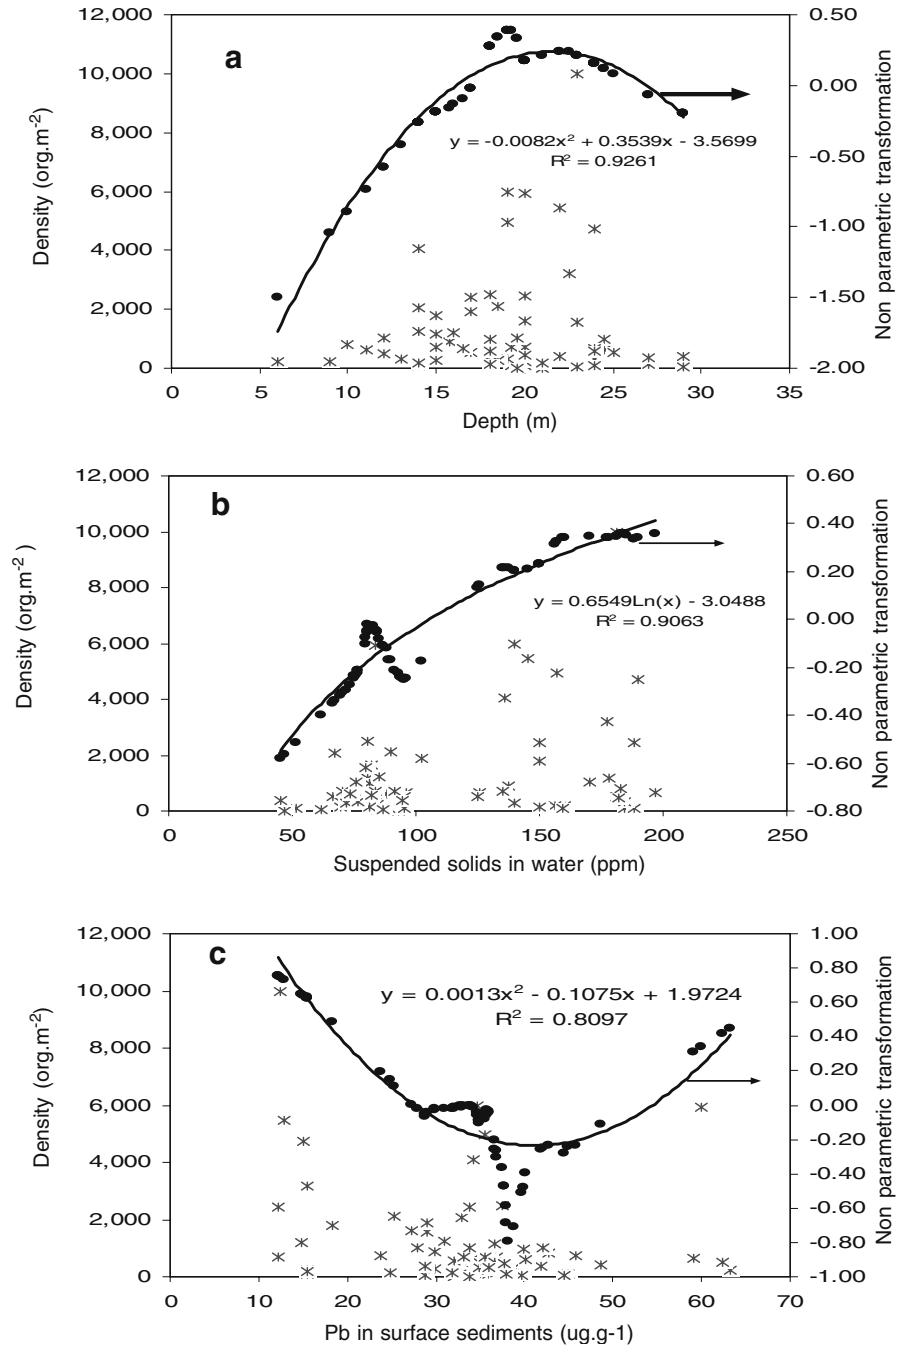 a
12,000
10,000
8,000
6,000
4,000
2,000
0
Density (org.m-2)
0.50
0.00
-0.50
-1.00
-1.50
-2.00
Non parametric transformation
y = -0.0082x2 + 0.3539x - 3.5699
R2 = 0.9261
0 5 10 15 20 25 30 35
Depth (m)
b
12,000
10,000
8,000
6,000
4,000
2,000
0
Density (org.m-2 )
0.60
0.40
0.20
0.00
-0.20
-0.40
-0.60
-0.80
Non parametric transformation
y = 0.6549Ln(x) - 3.0488
R2 = 0.9063
0 50 100 150 200 250
Suspended solids in water (ppm)
c
12,000
10,000
8,000
6,000
4,000
2,000
0
Density (org.m-2)
1.00
0.80
0.60
0.40
0.20
0.00
-0.20
-0.40
-0.60
-0.80
-1.00
Non parametric transformation
y = 0.0013x2 - 0.1075x + 1.9724
R2 = 0.8097
0 10 20 30 40 50 60 70
Pb in surface sediments (ug.g-1)